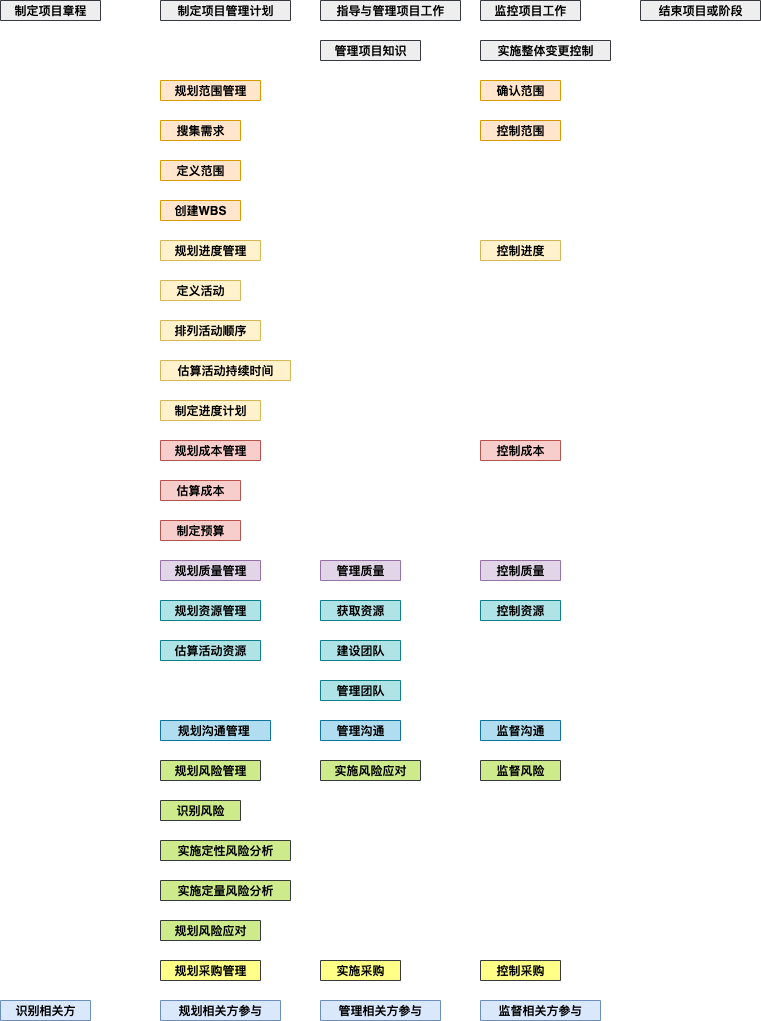 制定项目章程
制定项目管理计划
指导与管理项目工作
监控项目工作
结束项目或阶段
管理项目知识
实施整体变更控制
规划范围管理
确认范围
搜集需求
控制范围
定义范围
创建WBS
规划进度管理
控制进度
定义活动
排列活动顺序
估算活动持续时间
制定进度计划
规划成本管理
控制成本
估算成本
制定预算
规划质量管理
管理质量
控制质量
规划资源管理
获取资源
控制资源
估算活动资源
建设团队
管理团队
规划沟通管理
管理沟通
监督沟通
规划风险管理
实施风险应对
监督风险
识别风险
实施定性风险分析
实施定量风险分析
规划风险应对
规划采购管理
实施采购
控制采购
识别相关方
规划相关方参与
管理相关方参与
监督相关方参与